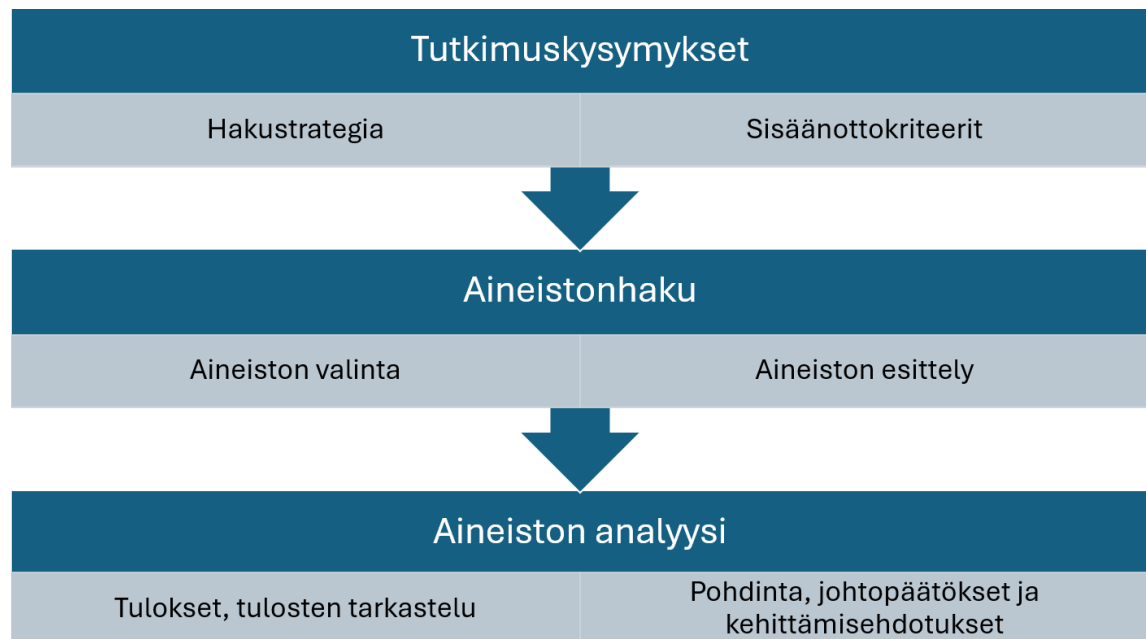 Tutkimuskysymykset
Hakustrategia
Sisäänottokriteerit
Aineistonhaku
Aineiston valinta
Aineiston esittely
Aineiston analyysi
Tulokset, tulosten tarkastelu
Pohdinta, johtopäätökset ja
kehittämisehdotukset